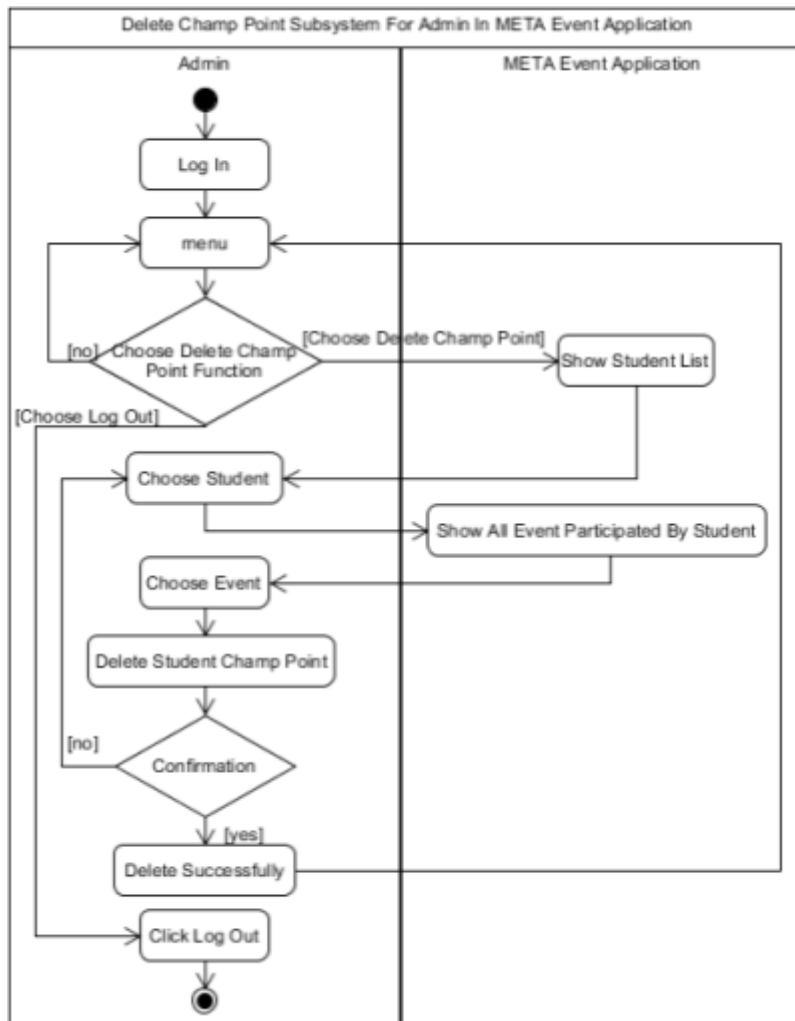 Delete Champ Point Subsystem For Admin In META Event Application
Admin
META Event Application
Log In
menu
[no]
Choose Delete Champ
Point Function
[Choose Delete Champ Point]
Show Student List
[Choose Log Out]
Choose Student
Show All Event Participated By Student
Choose Event
Delete Student Champ Point
[no]
Confirmation
[yes]
Delete Successfully
Click Log Out